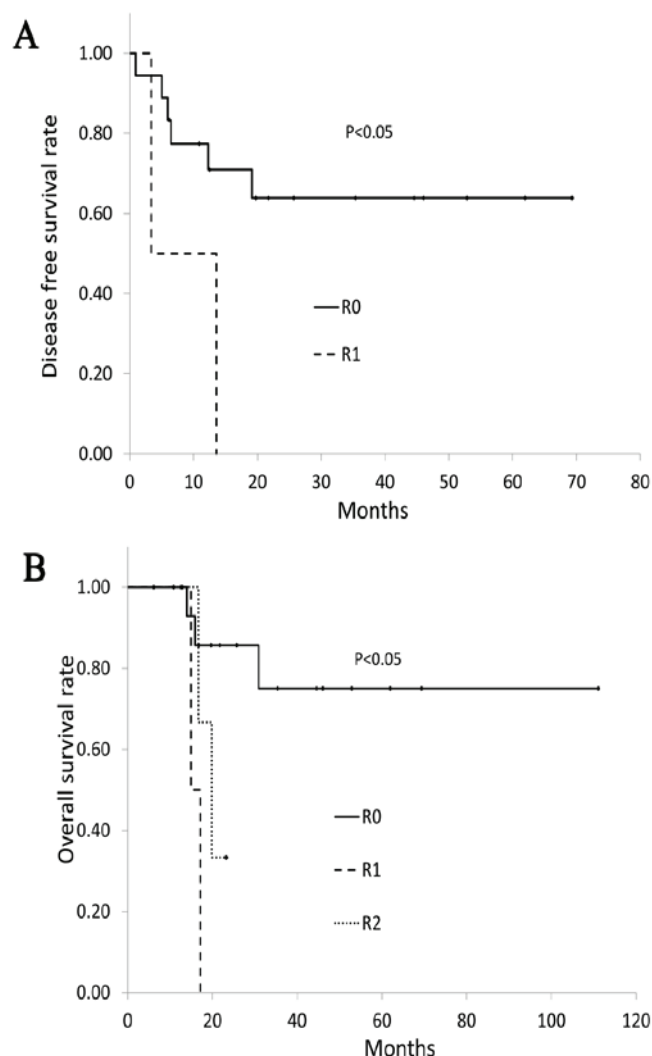 A
Disease free survival rate
1.00
0.80
0.60
0.40
0.20
0.00
P<0.05
R0
R1
0 10 20 30 40 50 60 70 80
Months
B
Overall survival rate
1.00
0.80
0.60
0.40
0.20
0.00
P<0.05
R0
R1
R2
0 20 40 60 80 100 120
Months